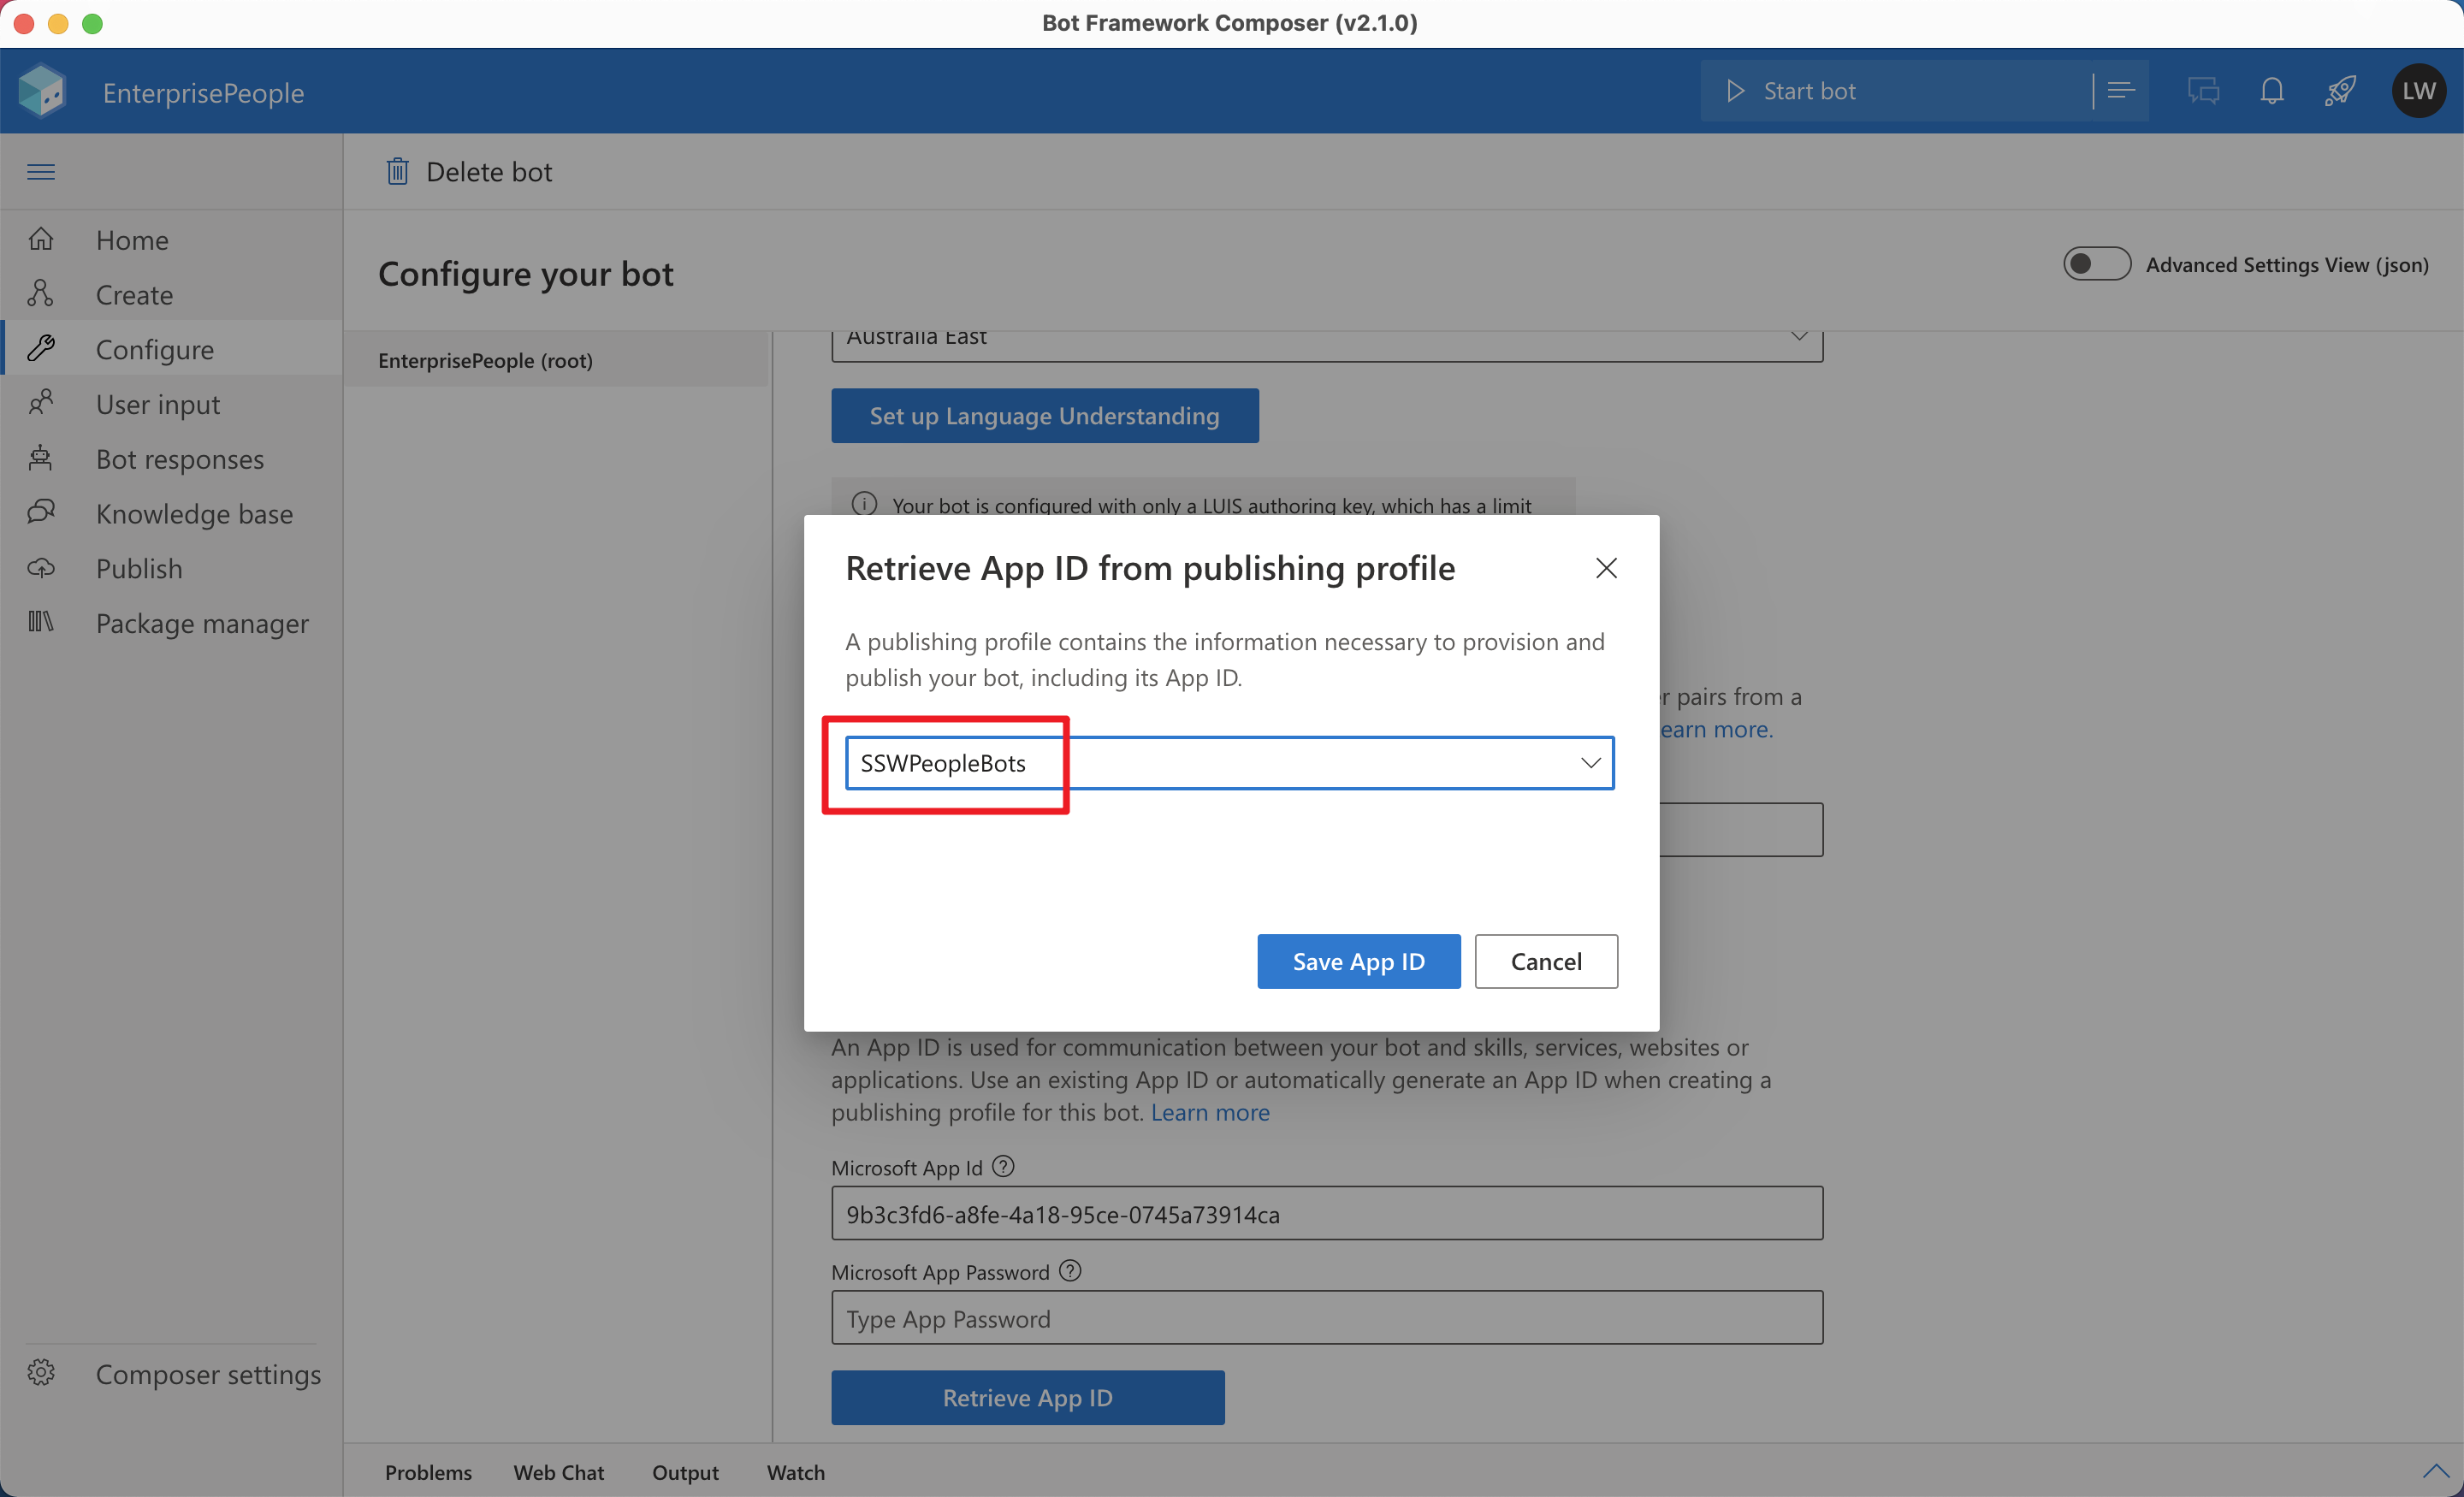 Bot Framework Composer (v2.1.0)
EnterprisePeople
Start bot
LW
Delete bot
Home
Create
Configure
User input
Bot responses
Knowledge base
Publish
Package manager
Composer settings
Configure your bot
Advanced Settings View (json)
EnterprisePeople (root)
Australia East
Set up Language Understanding
Your bot is configured with only a LUIS authoring key, which has a limit
Retrieve App ID from publishing profile
A publishing profile contains the information necessary to provision and
publish your bot, including its App ID.
pairs from a
earn more.
SSWPeopleBots
Save App ID
Cancel
An App ID is used for communication between your bot and skills, services, websites or
applications. Use an existing App ID or automatically generate an App ID when creating a
publishing profile for this bot. Learn more
Microsoft App Id
9b3c3fd6-a8fe-4a18-95ce-0745a73914ca
Microsoft App Password
Type App Password
Retrieve App ID
Problems Web Chat Output Watch